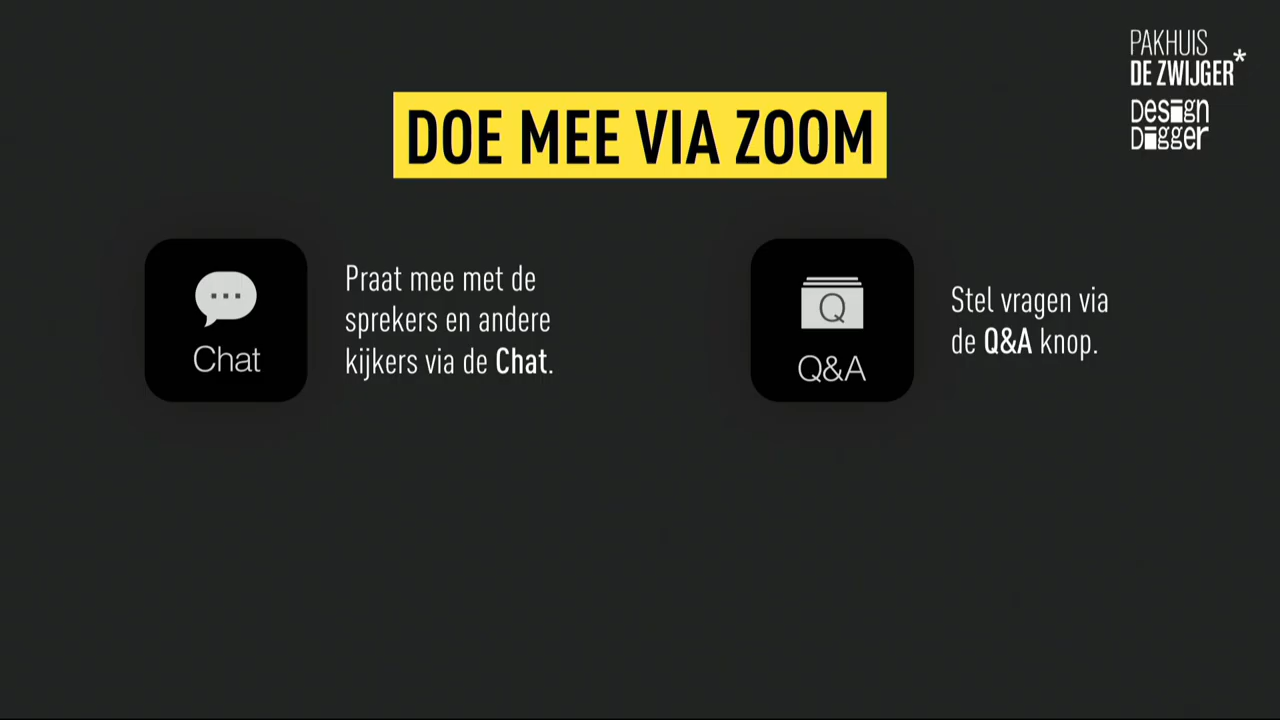 PAKHUIS
DE ZWIJGER*
Design
Digger
DOE MEE VIA ZOOM
Chat
Praat mee met de
sprekers en andere
kijkers via de Chat.
Q
Q&A
Stel vragen via
de Q&A knop.